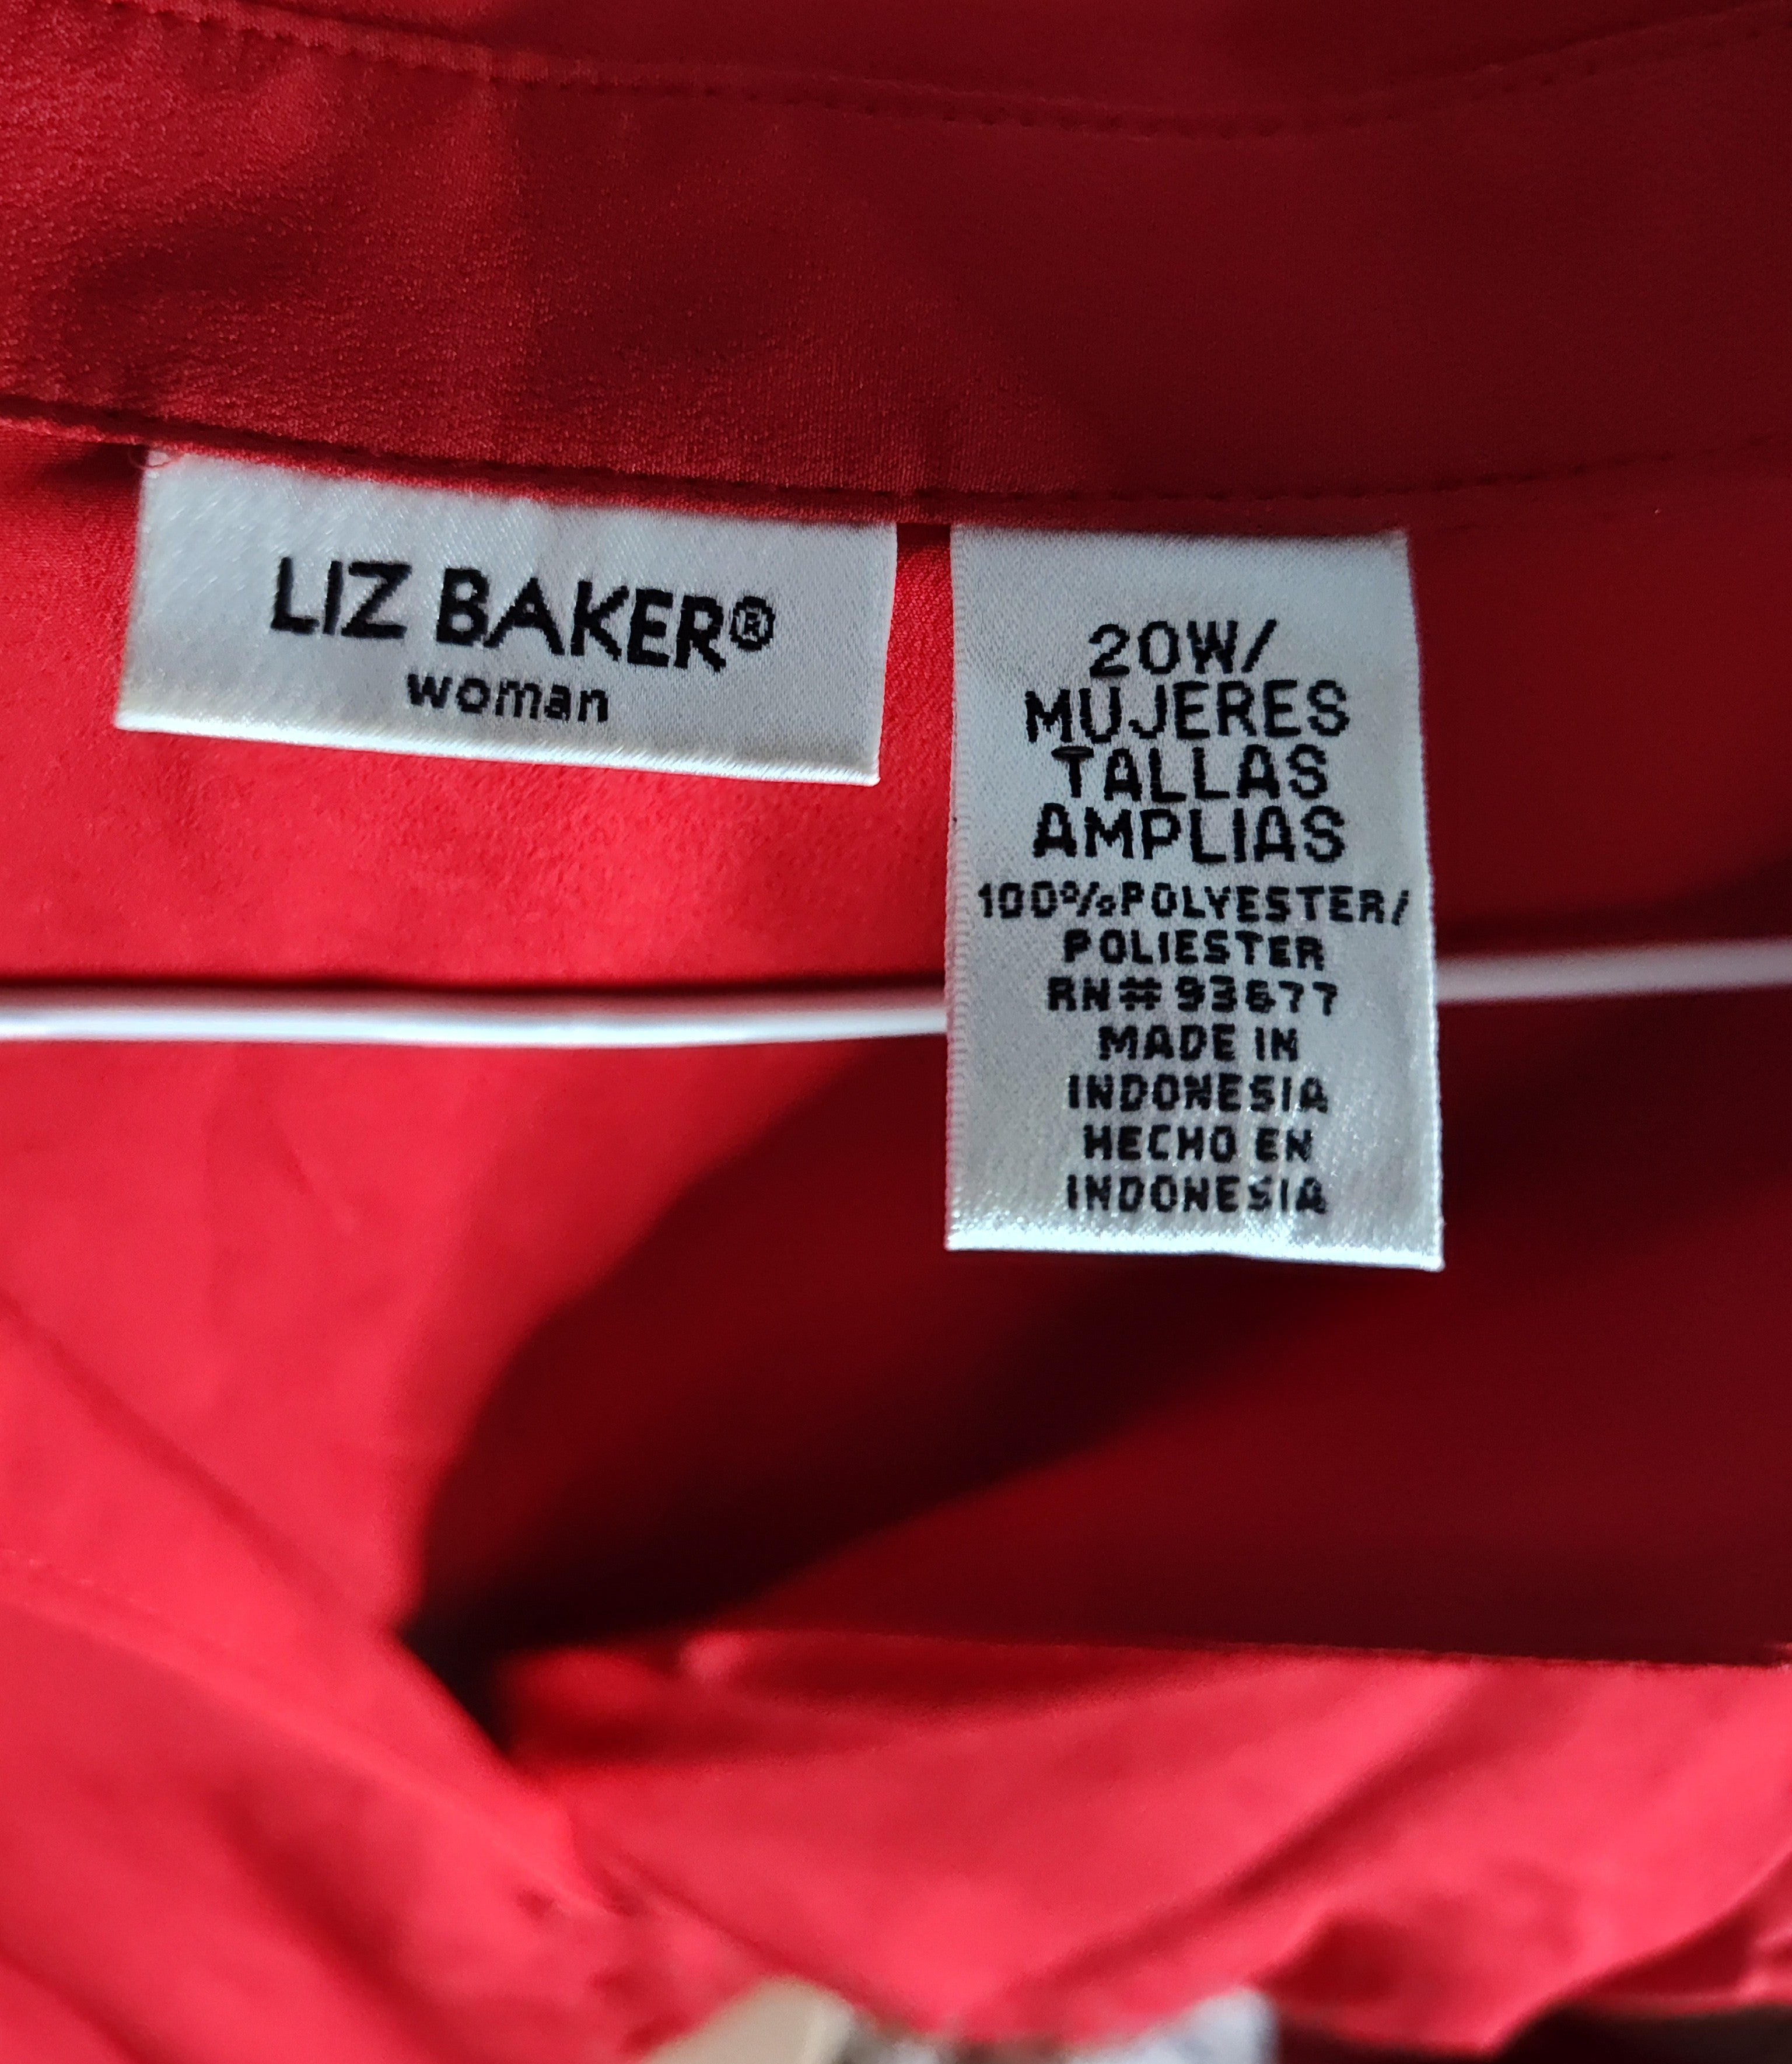 LIZ BAKER®
woman
20W/
MUJERES
TALLAS
AMPLIAS
100%POLYESTER/
POLIESTER
RN# 93677
MADE IN
INDONESIA
HECHO EN
INDONESIA